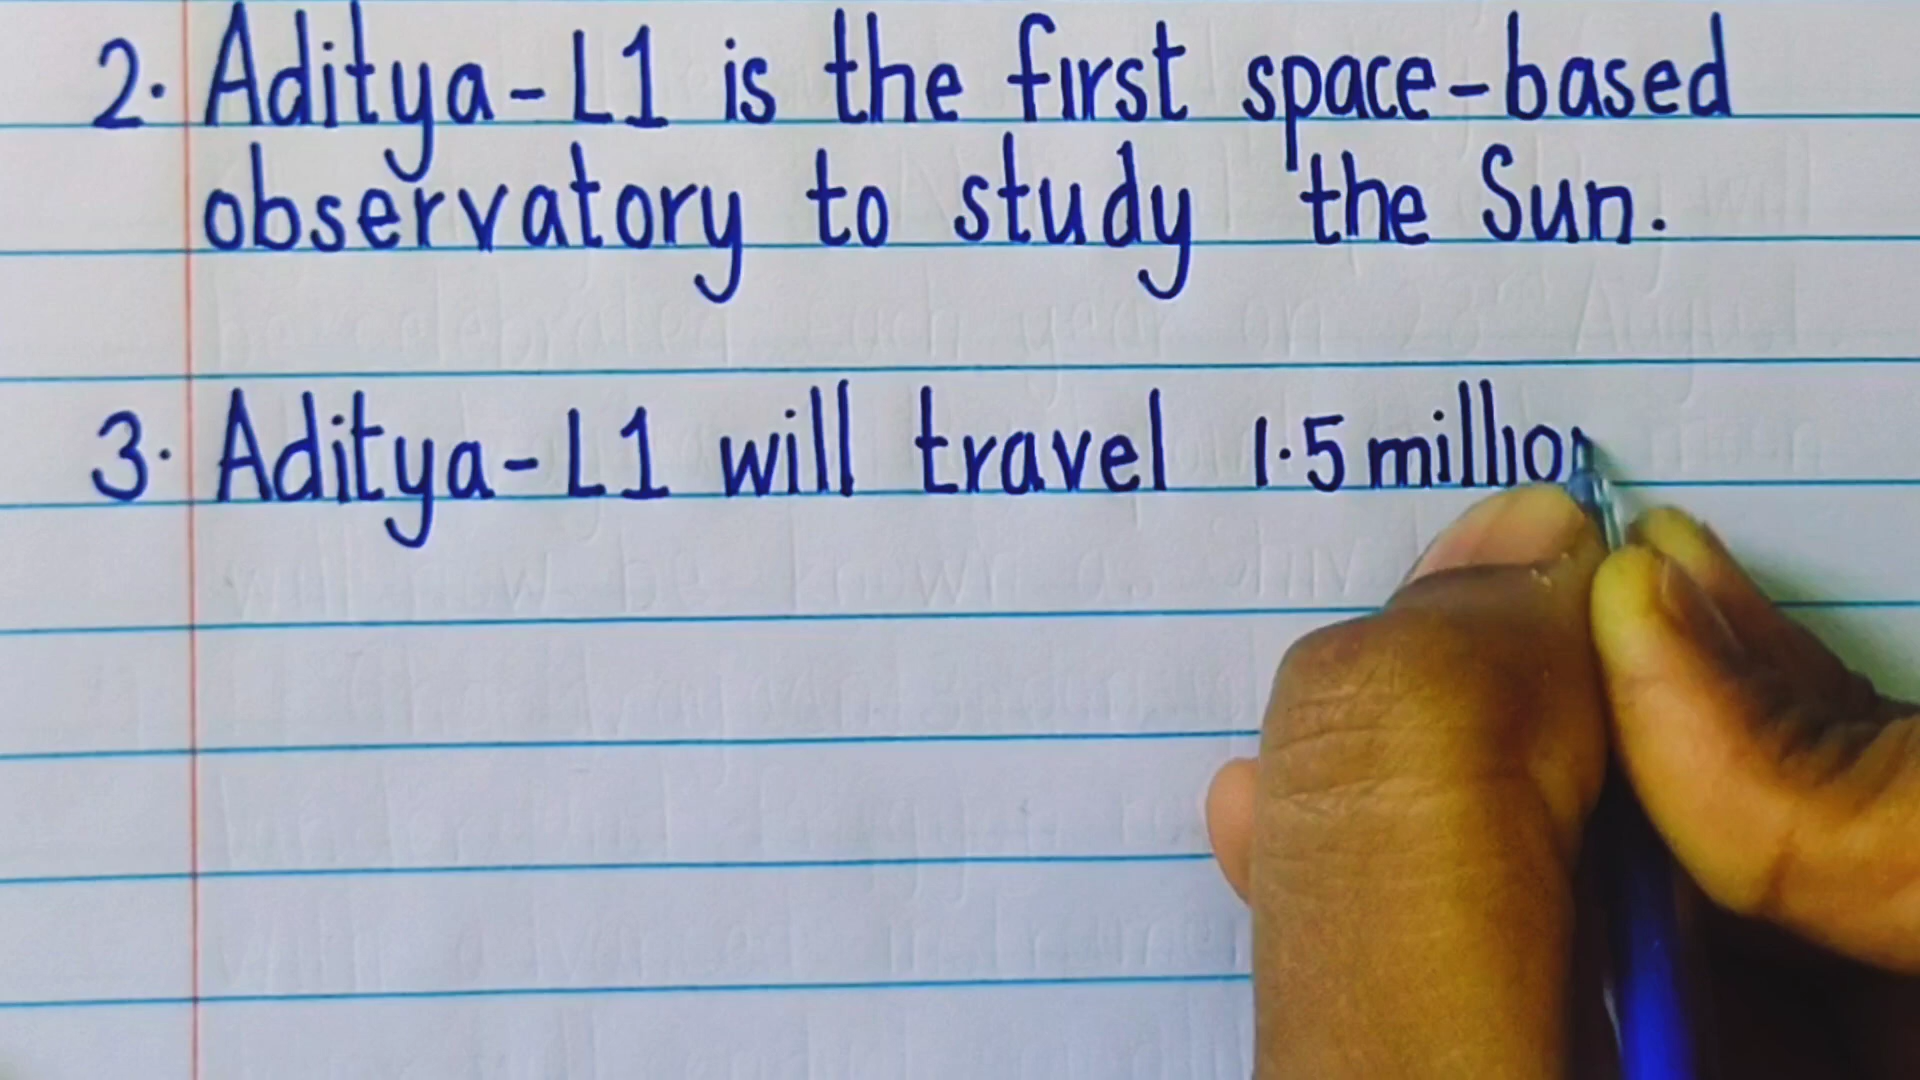 2. Aditya-L1 is the first space-based
observatory to study the Sun.
3. Aditya-L1 will travel 1.5 million